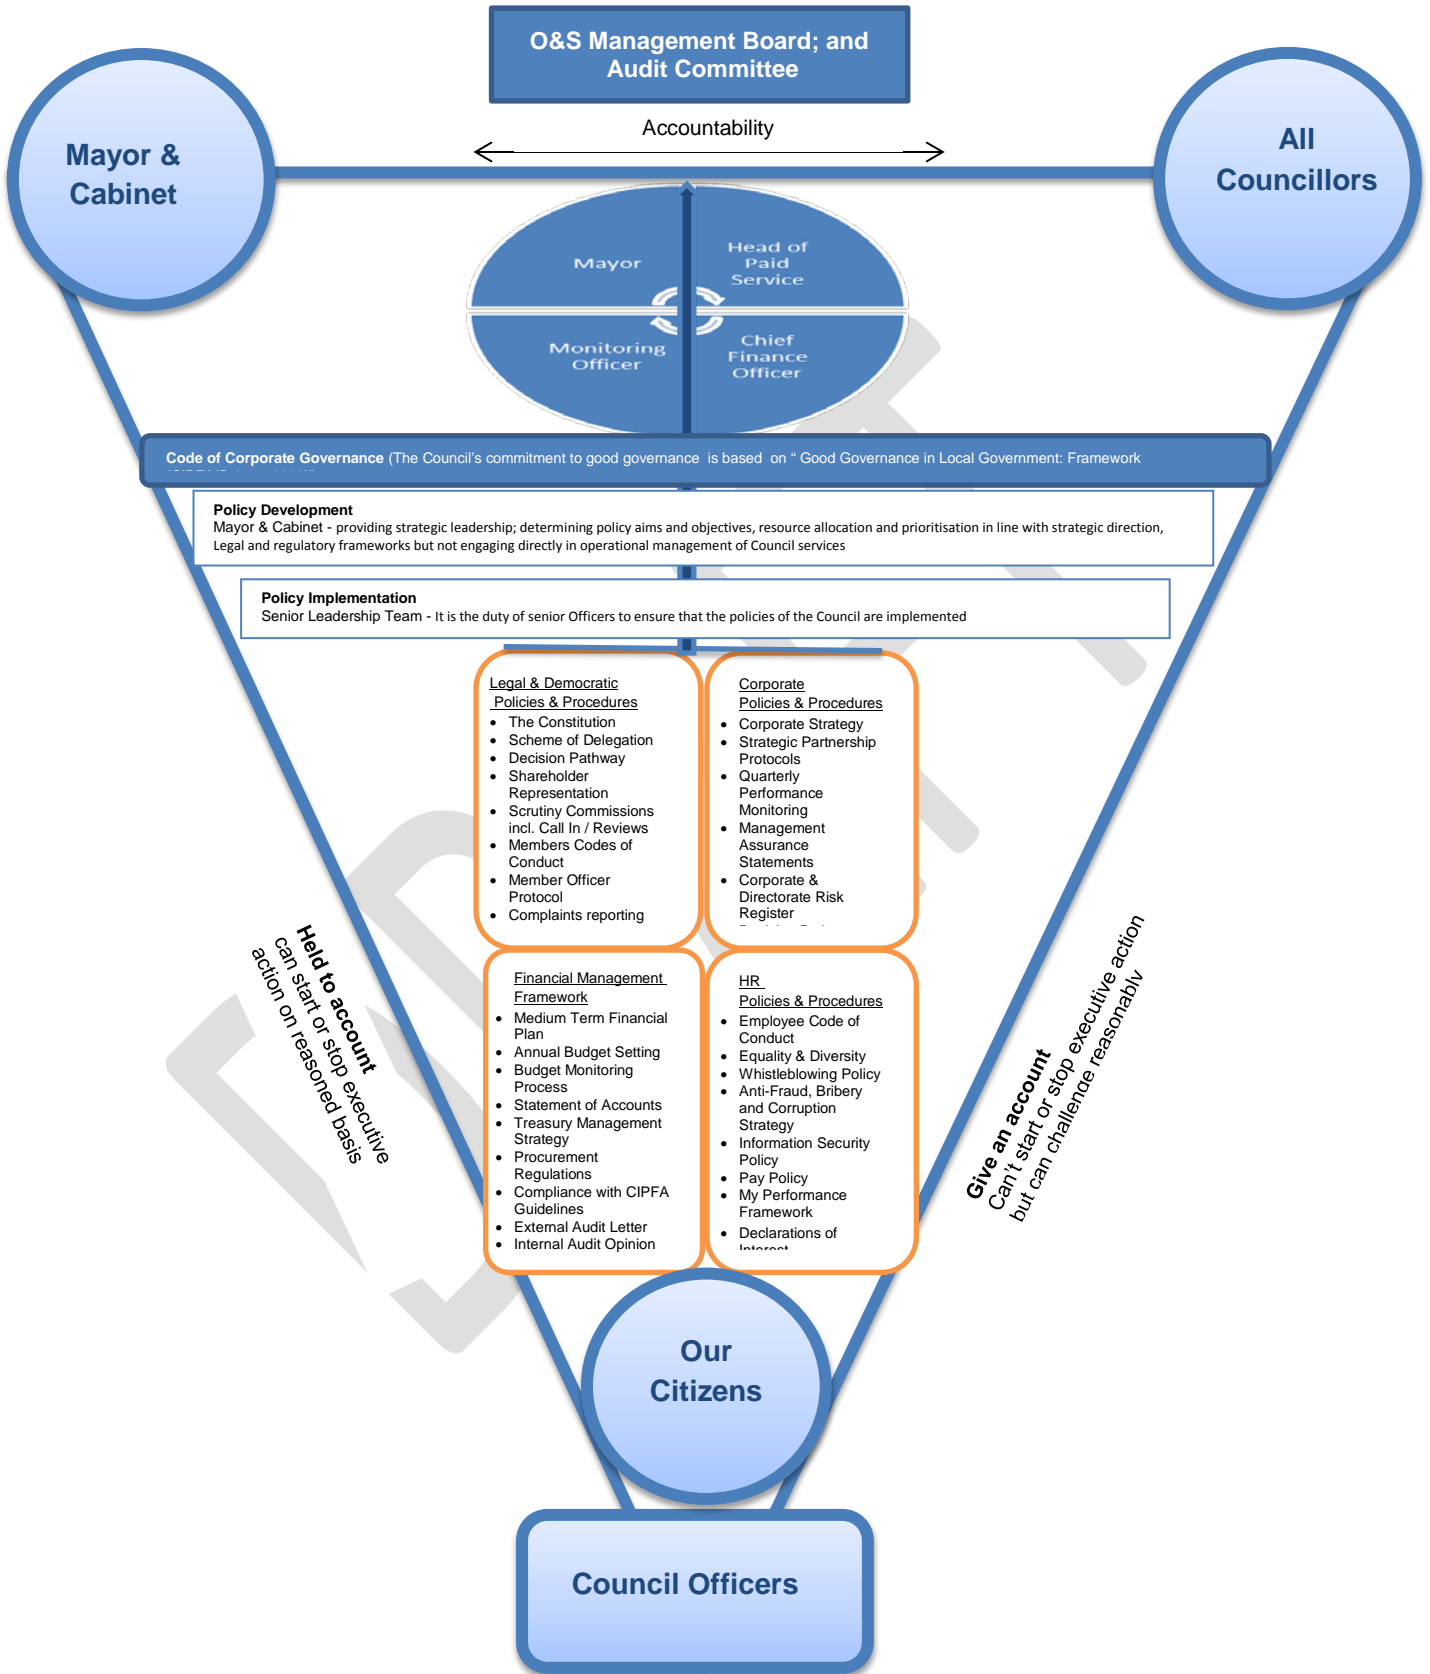 O&S Management Board; and
Audit Committee
Accountability
Mayor &
Cabinet
All
Councillors
Mayor
Head of
Paid
Service
Monitoring
Officer
Chief
Finance
Officer
Code of Corporate Governance (The Council's commitment to good governance is based on " Good Governance in Local Government: Framework
Policy Development
Mayor & Cabinet - providing strategic leadership; determining policy aims and objectives, resource allocation and prioritisation in line with strategic direction,
Legal and regulatory frameworks but not engaging directly in operational management of Council services
Policy Implementation
Senior Leadership Team - It is the duty of senior Officers to ensure that the policies of the Council are implemented
Legal & Democratic
Policies & Procedures
• The Constitution
• Scheme of Delegation
• Decision Pathway
• Shareholder
Representation
• Scrutiny Commissions
incl. Call In / Reviews
• Members Codes of
Conduct
• Member Officer
Protocol
• Complaints reporting
Corporate
Policies & Procedures
• Corporate Strategy
• Strategic Partnership
Protocols
• Quarterly
Performance
Monitoring
• Management
Assurance
Statements
• Corporate &
Directorate Risk
Register
Financial Management
Framework
• Medium Term Financial
Plan
• Annual Budget Setting
• Budget Monitoring
Process
• Statement of Accounts
• Treasury Management
Strategy
• Procurement
Regulations
• Compliance with CIPFA
Guidelines
• External Audit Letter
• Internal Audit Opinion
HR
Policies & Procedures
• Employee Code of
Conduct
• Equality & Diversity
• Whistleblowing Policy
• Anti-Fraud, Bribery
and Corruption
Strategy
• Information Security
Policy
• Pay Policy
• My Performance
Framework
• Declarations of
Interest
Held to account
can start or stop executive
action on reasoned basis
Give an account
Can't start or stop executive action
but can challenge reasonably
Our
Citizens
Council Officers